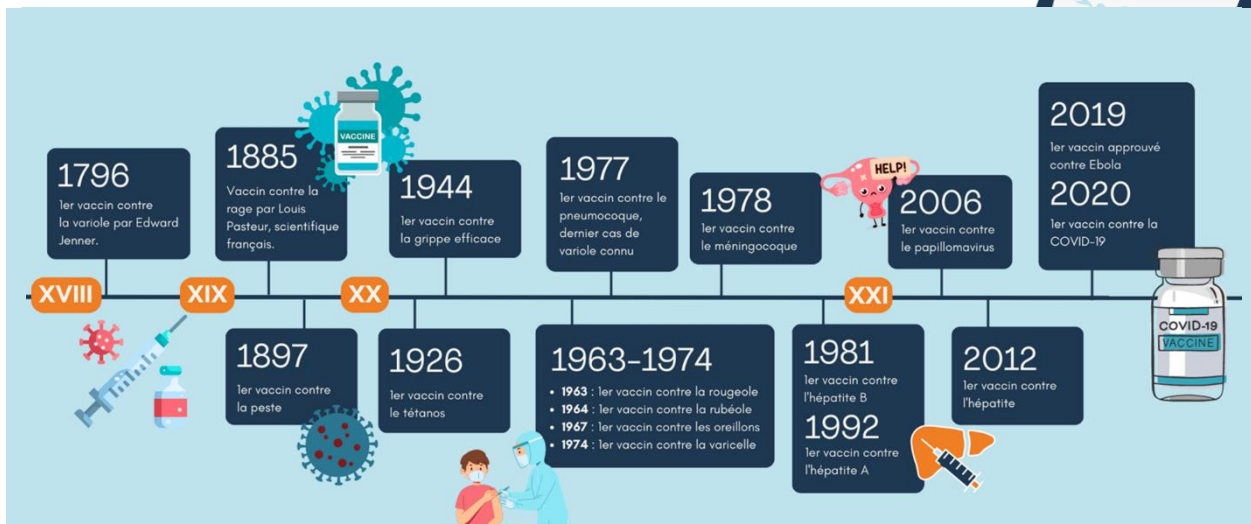 1796
1er vaccin contre
la variole par Edward
Jenner.
1885
Vaccin contre la
rage par Louis
Pasteur, scientifique
français.
VACCINE
1944
1er vaccin contre
la grippe efficace
1977
1er vaccin contre le
pneumocoque,
dernier cas de
variole connu
1978
1er vaccin contre
le méningocoque
HELP!
2006
1er vaccin contre
le papillomavirus
2019
1er vaccin approuvé
contre Ebola
2020
1er vaccin contre la
COVID-19
XVIII
XIX
XX
XXI
1897
1er vaccin contre
la peste
1926
1er vaccin contre
le tétanos
1963-1974
• 1963 : 1er vaccin contre la rougeole
• 1964 : 1er vaccin contre la rubéole
• 1967 : 1er vaccin contre les oreillons
• 1974 : 1er vaccin contre la varicelle
1981
1er vaccin contre
l'hépatite B
1992
1er vaccin contre
l'hépatite A
2012
1er vaccin contre
l'hépatite
COVID-19
VACCINE